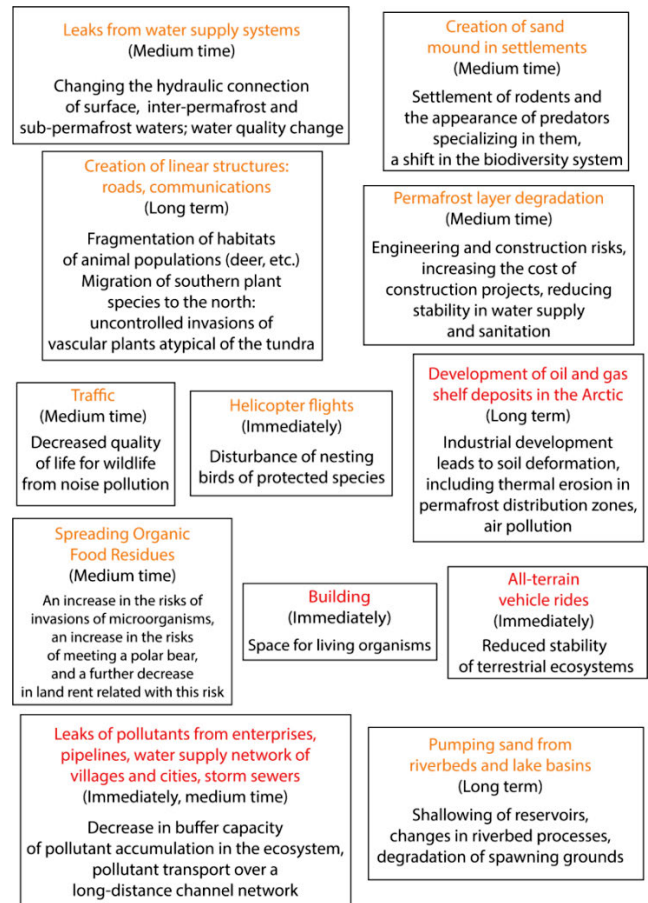 Leaks from water supply systems
(Medium time)
Changing the hydraulic connection
of surface, inter-permafrost and
sub-permafrost waters; water quality change
Creation of sand
mound in settlements
(Medium time)
Settlement of rodents and
the appearance of predators
specializing in them,
a shift in the biodiversity system
Creation of linear structures:
roads, communications
(Long term)
Fragmentation of habitats
of animal populations (deer, etc.)
Migration of southern plant
species to the north:
uncontrolled invasions of
vascular plants atypical of the tundra
Permafrost layer degradation
(Medium time)
Engineering and construction risks,
increasing the cost of
construction projects, reducing
stability in water supply
and sanitation
Traffic
(Medium time)
Decreased quality
of life for wildlife
from noise pollution
Helicopter flights
(Immediately)
Disturbance of nesting
birds of protected species
Development of oil and gas
shelf deposits in the Arctic
(Long term)
Industrial development
leads to soil deformation,
including thermal erosion in
permafrost distribution zones,
air pollution
Spreading Organic
Food Residues
(Medium time)
An increase in the risks of
invasions of microorganisms,
an increase in the risks
of meeting a polar bear,
and a further decrease
in land rent related with this risk
Building
(Immediately)
Space for living organisms
All-terrain
vehicle rides
(Immediately)
Reduced stability
of terrestrial ecosystems
Leaks of pollutants from enterprises,
pipelines, water supply network of
villages and cities, storm sewers
(Immediately, medium time)
Decrease in buffer capacity
of pollutant accumulation in the ecosystem,
pollutant transport over a
long-distance channel network
Pumping sand from
riverbeds and lake basins
(Long term)
Shallowing of reservoirs,
changes in riverbed processes,
degradation of spawning grounds